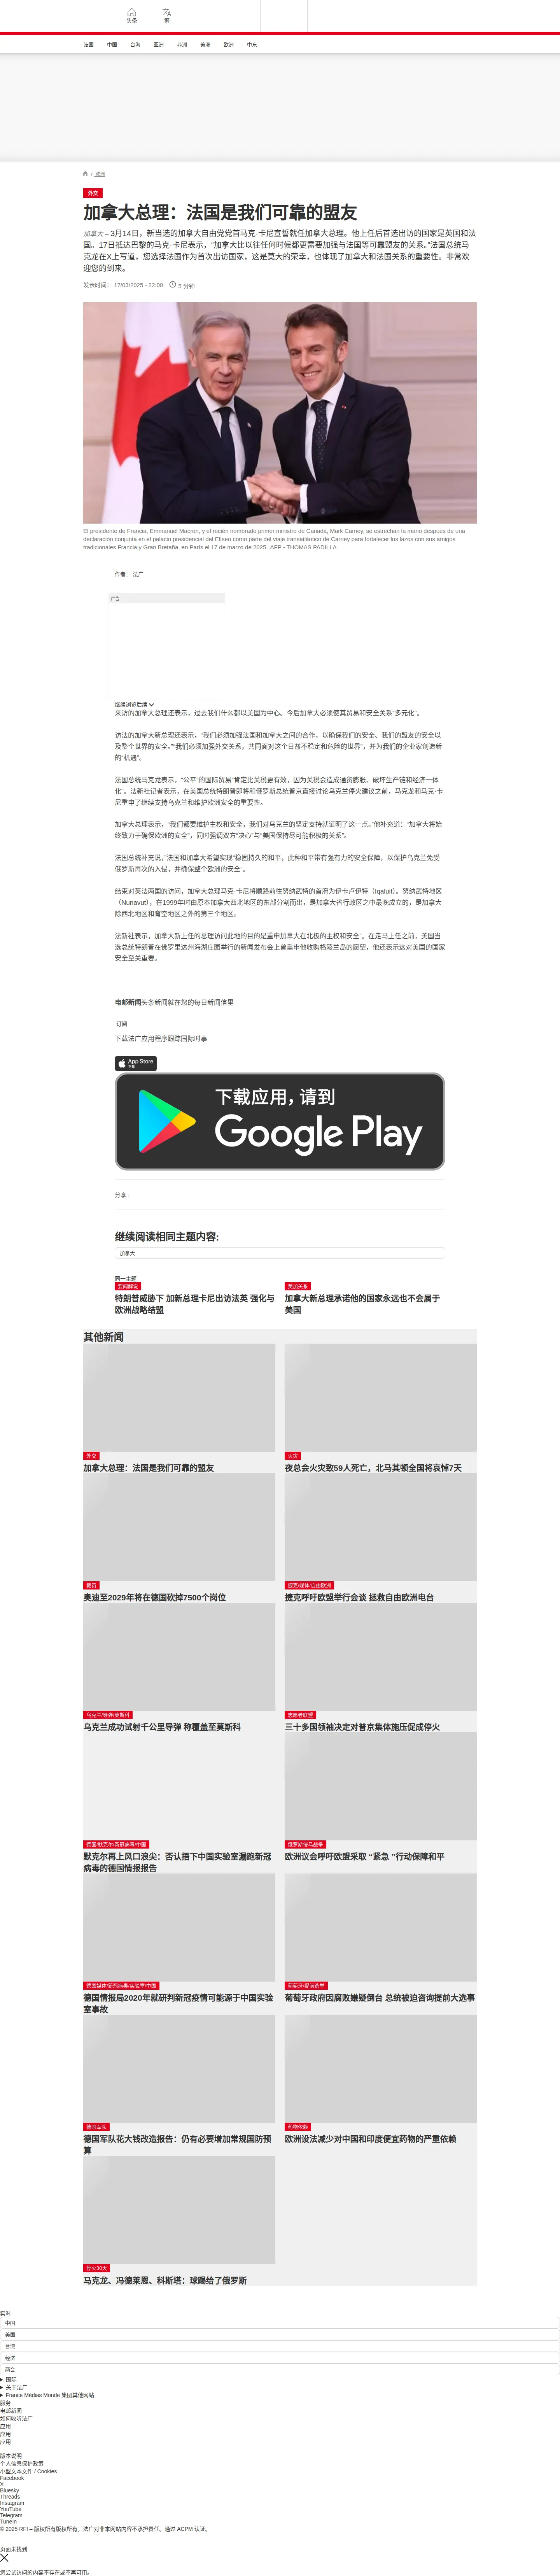 头条
繁
法国
中国
台海
亚洲
非洲
美洲
欧洲
中东
/ 欧洲
外交
加拿大总理：法国是我们可靠的盟友
加拿大 – 3月14日，新当选的加拿大自由党党首马克·卡尼宣誓就任加拿大总理。他上任后首选出访的国家是英国和法
国。17日抵达巴黎的马克·卡尼表示，“加拿大比以往任何时候都更需要加强与法国等可靠盟友的关系。”法国总统马
克龙在X上写道，您选择法国作为首次出访国家，这是莫大的荣幸，也体现了加拿大和法国关系的重要性。非常欢
迎您的到来。
发表时间： 17/03/2025 - 22:00
5 分钟
El presidente de Francia, Emmanuel Macron, y el recién nombrado primer ministro de Canadá, Mark Carney, se estrechan la mano después de una
declaración conjunta en el palacio presidencial del Elíseo como parte del viaje transatlántico de Carney para fortalecer los lazos con sus amigos
tradicionales Francia y Gran Bretaña, en París el 17 de marzo de 2025. AFP - THOMAS PADILLA
作者： 法广
广告
继续浏览后续
来访的加拿大总理还表示，过去我们什么都以美国为中心。今后加拿大必须使其贸易和安全关系“多元化”。
访法的加拿大新总理还表示，“我们必须加强法国和加拿大之间的合作，以确保我们的安全、我们的盟友的安全以
及整个世界的安全。”“我们必须加强外交关系，共同面对这个日益不稳定和危险的世界”，并为我们的企业家创造新
的“机遇”。
法国总统马克龙表示，“公平”的国际贸易“肯定比关税更有效，因为关税会造成通货膨胀、破坏生产链和经济一体
化”。法新社记者表示，在美国总统特朗普即将和俄罗斯总统普京直接讨论乌克兰停火建议之前，马克龙和马克·卡
尼重申了继续支持乌克兰和维护欧洲安全的重要性。
加拿大总理表示，“我们都要维护主权和安全，我们对乌克兰的坚定支持就证明了这一点。”他补充道：“加拿大将始
终致力于确保欧洲的安全”，同时强调双方“决心”与“美国保持尽可能积极的关系”。
法国总统补充说，“法国和加拿大希望实现”稳固持久的和平，此种和平带有强有力的安全保障，以保护乌克兰免受
俄罗斯再次的入侵，并确保整个欧洲的安全“。
结束对英法两国的访问，加拿大总理马克·卡尼将顺路前往努纳武特的首府为伊卡卢伊特（Iqaluit）。努纳武特地区
（Nunavut），在1999年时由原本加拿大西北地区的东部分割而出，是加拿大省行政区之中最晚成立的，是加拿大
除西北地区和育空地区之外的第三个地区。
法新社表示，加拿大新上任的总理访问此地的目的是重申加拿大在北极的主权和安全”。在走马上任之前，美国当
选总统特朗普在佛罗里达州海湖庄园举行的新闻发布会上曾重申他收购格陵兰岛的愿望，他还表示这对美国的国家
安全至关重要。
电邮新闻头条新闻就在您的每日新闻信里
订阅
下载法广应用程序跟踪国际时事
App Store
下载
下载应用，请到
Google Play
分享 :
继续阅读相同主题内容:
加拿大
同一主题
要闻解说
特朗普威胁下 加新总理卡尼出访法英 强化与
欧洲战略结盟
美加关系
加拿大新总理承诺他的国家永远也不会属于
美国
其他新闻
外交
加拿大总理：法国是我们可靠的盟友
火灾
夜总会火灾致59人死亡，北马其顿全国将哀悼7天
裁员
奥迪至2029年将在德国砍掉7500个岗位
捷克/媒体/自由欧洲
捷克呼吁欧盟举行会谈 拯救自由欧洲电台
乌克兰/导弹/莫斯科
乌克兰成功试射千公里导弹 称覆盖至莫斯科
志愿者联盟
三十多国领袖决定对普京集体施压促成停火
德国/默克尔/新冠病毒/中国
默克尔再上风口浪尖：否认捂下中国实验室漏跑新冠
病毒的德国情报报告
俄罗斯侵乌战争
欧洲议会呼吁欧盟采取 “紧急 ”行动保障和平
德国媒体/新冠病毒/实验室/中国
德国情报局2020年就研判新冠疫情可能源于中国实验
室事故
葡萄牙/提前选举
葡萄牙政府因腐败嫌疑倒台 总统被迫咨询提前大选事
德国军队
德国军队花大钱改造报告：仍有必要增加常规国防预
算
药物依赖
欧洲设法减少对中国和印度便宜药物的严重依赖
停火30天
马克龙、冯德莱恩、科斯塔：球踢给了俄罗斯
实时
中国
美国
台湾
经济
两会
国际
关于法广
France Médias Monde 集团其他网站
服务
电邮新闻
如何收听法广
应用
应用
应用
版本说明
个人信息保护政策
小型文本文件 / Cookies
Facebook
X
Bluesky
Threads
Instagram
YouTube
Telegram
TuneIn
© 2025 RFI – 版权所有版权所有。法广对非本网站内容不承担责任。通过 ACPM 认证。
页面未找到
您尝试访问的内容不存在或不再可用。